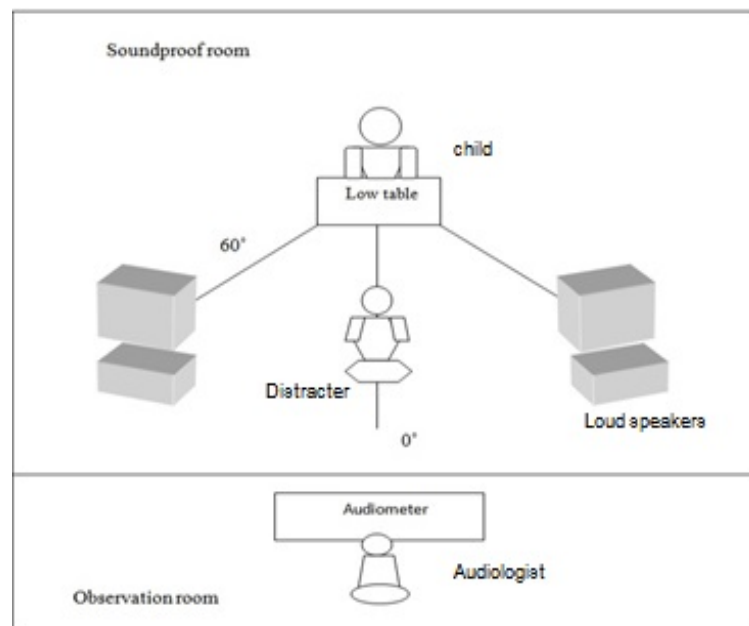 Soundproof room
child
Low table
60°
Distracter
Loud speakers
0°
Audiometer
Audiologist
Observation room